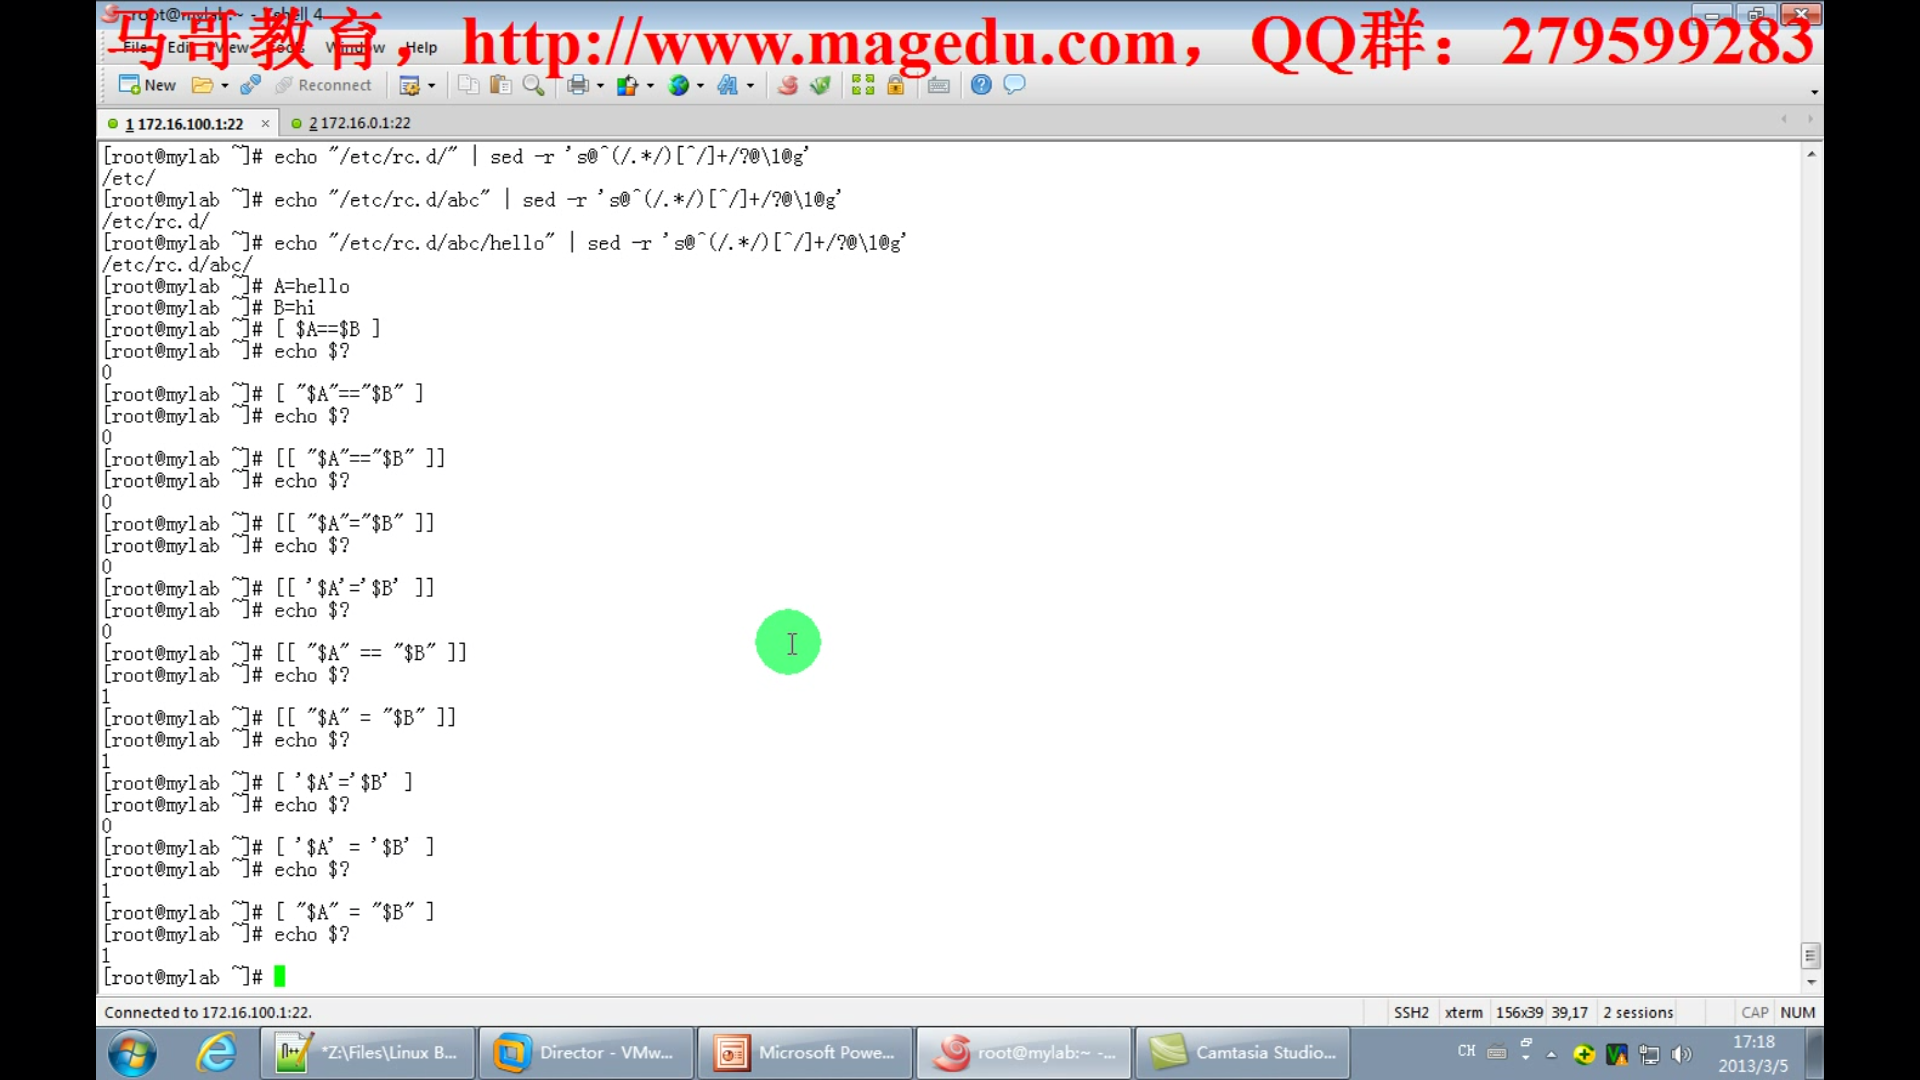 root@mylab:~ - Xshell 4
马哥教育，http://www.magedu.com，QQ群：279599283
File Edit View Tools Window Help
New Reconnect
1 172.16.100.1:22 × 2 172.16.0.1:22
[root@mylab ~]# echo "/etc/rc.d/" | sed -r 's@^(/.*/)[^/]+/?@\1@g'
/etc/
[root@mylab ~]# echo "/etc/rc.d/abc" | sed -r 's@^(/.*/)[^/]+/?@\1@g'
/etc/rc.d/
[root@mylab ~]# echo "/etc/rc.d/abc/hello" | sed -r 's@^(/.*/)[^/]+/?@\1@g'
/etc/rc.d/abc/
[root@mylab ~]# A=hello
[root@mylab ~]# B=hi
[root@mylab ~]# [ $A==$B ]
[root@mylab ~]# echo $?
0
[root@mylab ~]# [ "$A"=="$B" ]
[root@mylab ~]# echo $?
0
[root@mylab ~]# [[ "$A"=="$B" ]]
[root@mylab ~]# echo $?
0
[root@mylab ~]# [[ "$A"="$B" ]]
[root@mylab ~]# echo $?
0
[root@mylab ~]# [[ '$A'='$B' ]]
[root@mylab ~]# echo $?
0
[root@mylab ~]# [[ "$A" == "$B" ]]
[root@mylab ~]# echo $?
1
[root@mylab ~]# [[ "$A" = "$B" ]]
[root@mylab ~]# echo $?
1
[root@mylab ~]# [ '$A'='$B' ]
[root@mylab ~]# echo $?
0
[root@mylab ~]# [ '$A' = '$B' ]
[root@mylab ~]# echo $?
1
[root@mylab ~]# [ "$A" = "$B" ]
[root@mylab ~]# echo $?
1
[root@mylab ~]#
Connected to 172.16.100.1:22. SSH2 xterm 156x39 39,17 2 sessions CAP NUM
*Z:\Files\Linux B... Director - VMw... Microsoft Powe... root@mylab:~ -... Camtasia Studio... CH 17:18
2013/3/5